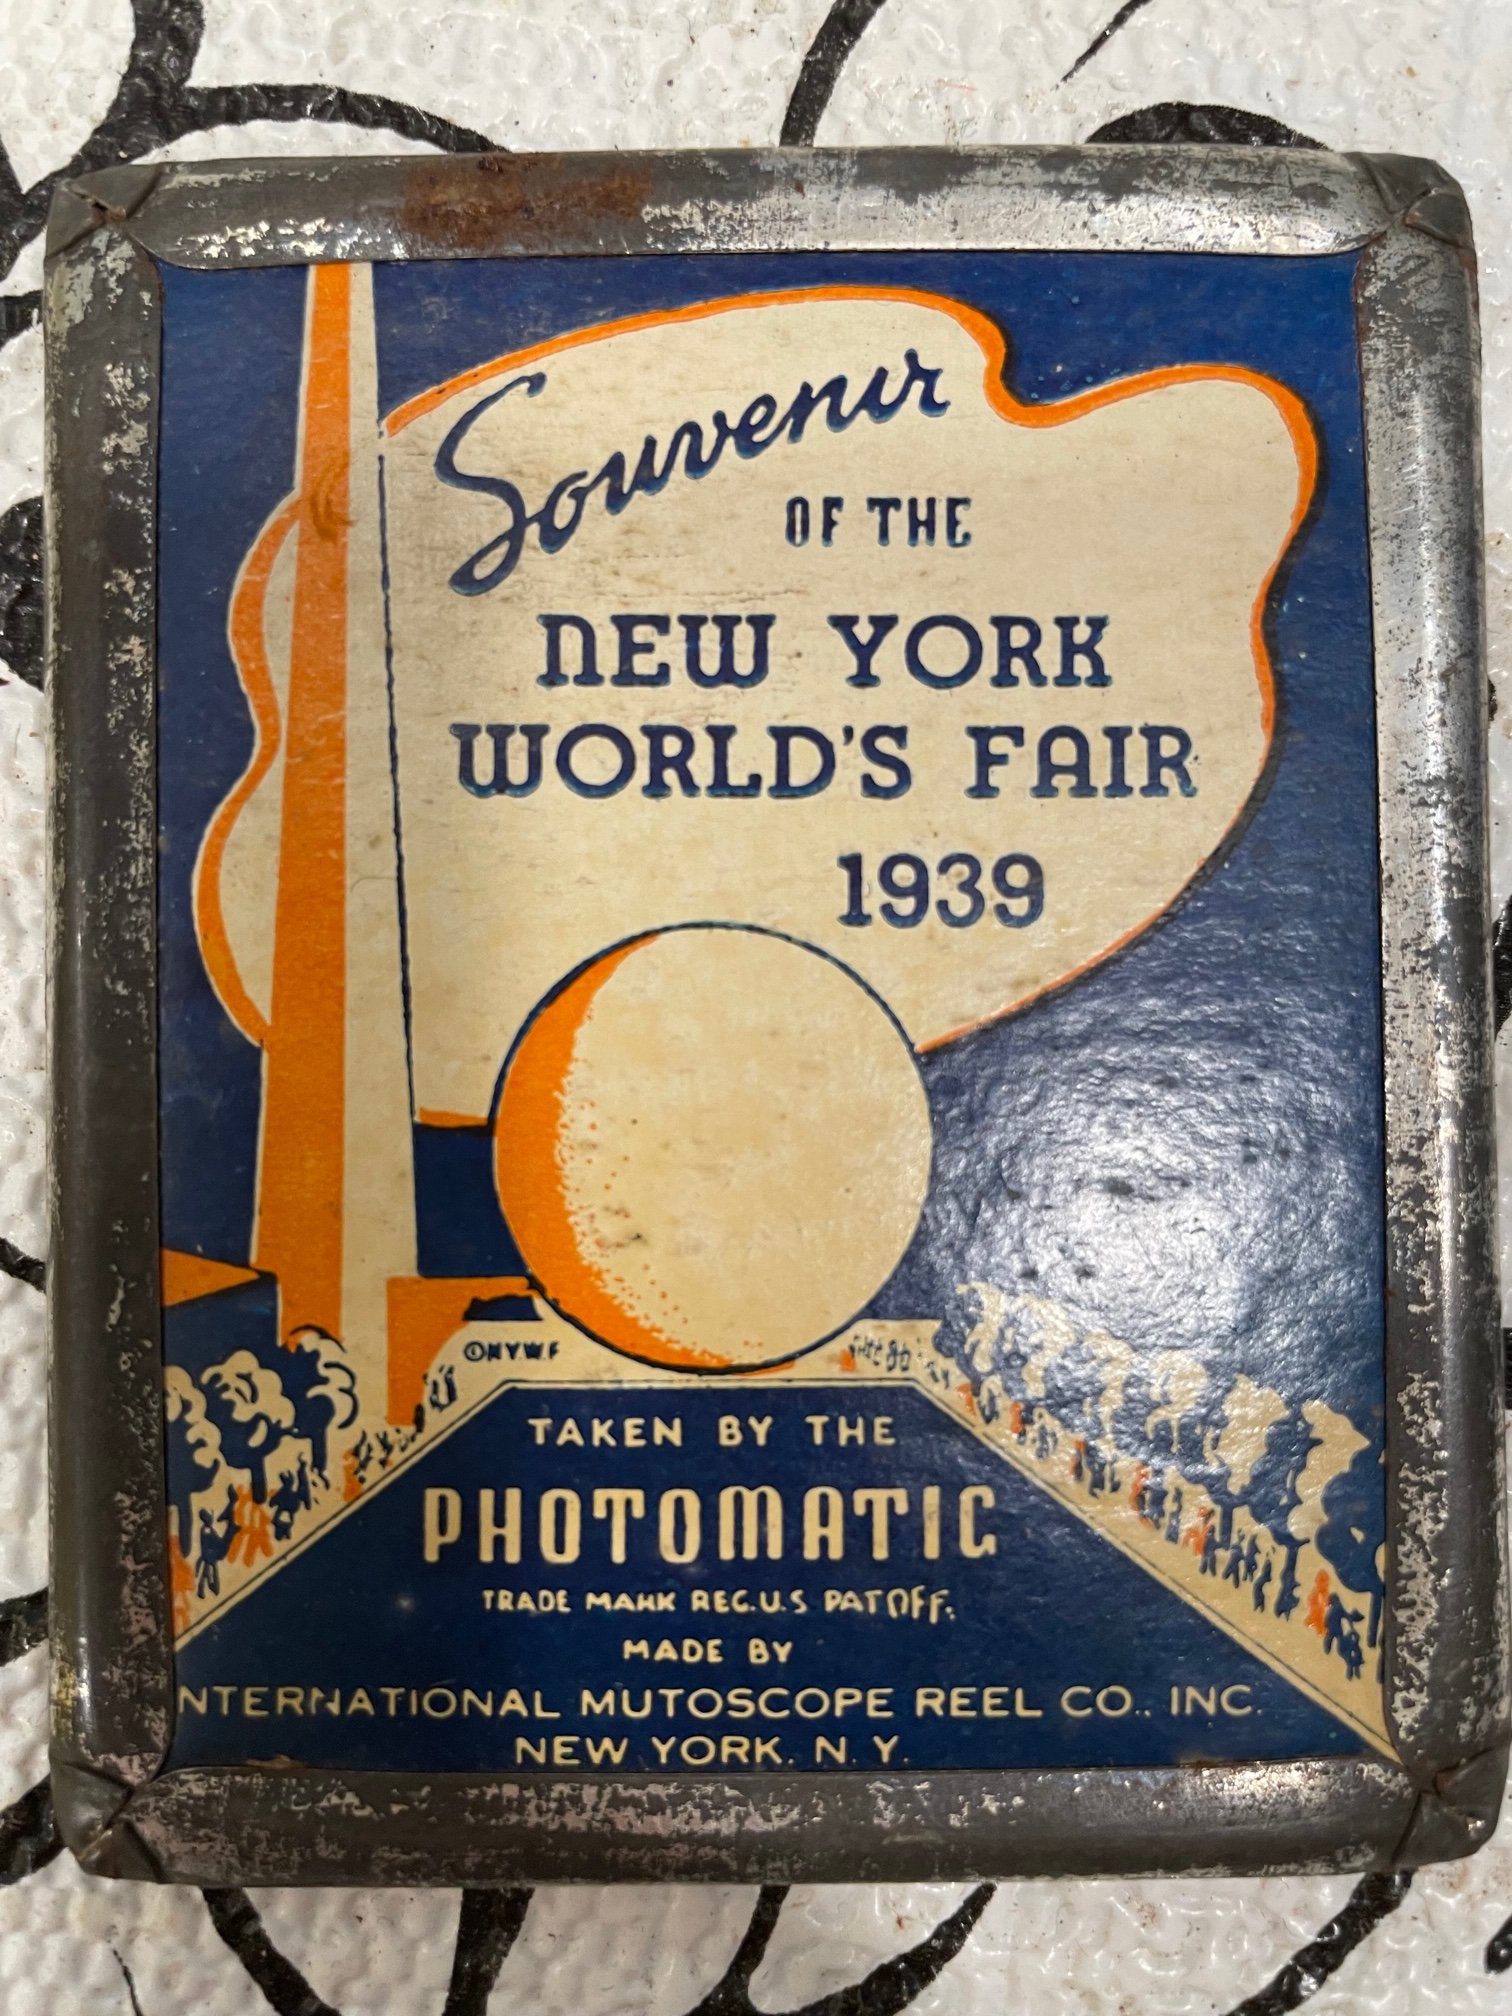 Souvenir
OF THE
NEW YORK
WORLD'S FAIR
1939
©NYWF
TAKEN BY THE
PHOTOMATIC
TRADE MARK REG. U.S PAT OFF.
MADE BY
NTERNATIONAL MUTOSCOPE REEL CO., INC.
NEW YORK. N. Y.